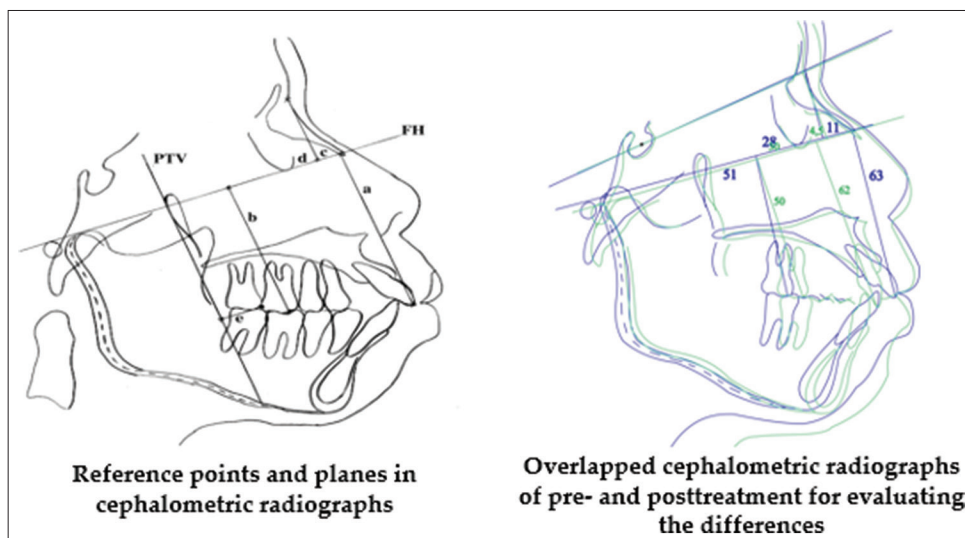 PTV
FH
d
c
a
b
e
Reference points and planes in
cephalometric radiographs
4,5
11
28
51
63
62
50
Overlapped cephalometric radiographs
of pre- and posttreatment for evaluating
the differences